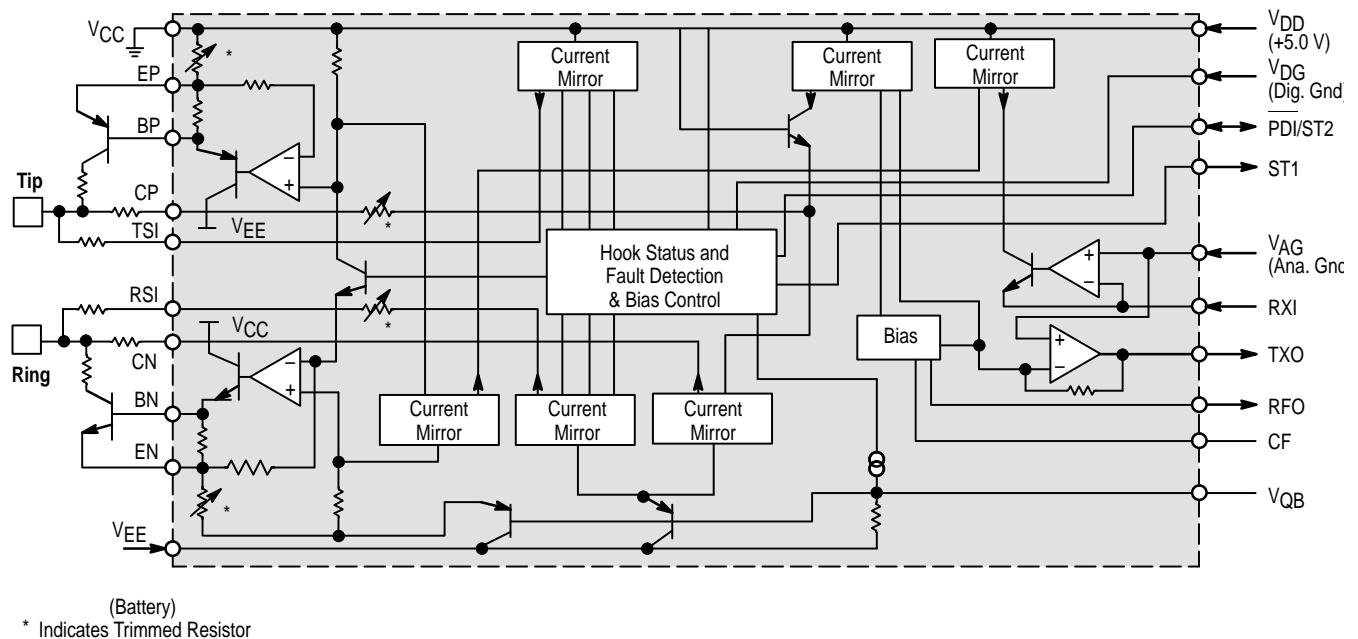 VCC
EP
BP
Tip
CP
TSI
VEE
RSI
VCC
CN
Ring
BN
EN
VEE
*
*
*
*
Current
Mirror
Current
Mirror
Current
Mirror
Hook Status and
Fault Detection
& Bias Control
Bias
Current
Mirror
Current
Mirror
Current
Mirror
+
−
+
−
+
−
+
−
VDD
(+5.0 V)
VDG
(Dig. Gnd)
PDI/ST2
ST1
VAG
(Ana. Gnd
RXI
TXO
RFO
CF
VQB
(Battery)
* Indicates Trimmed Resistor